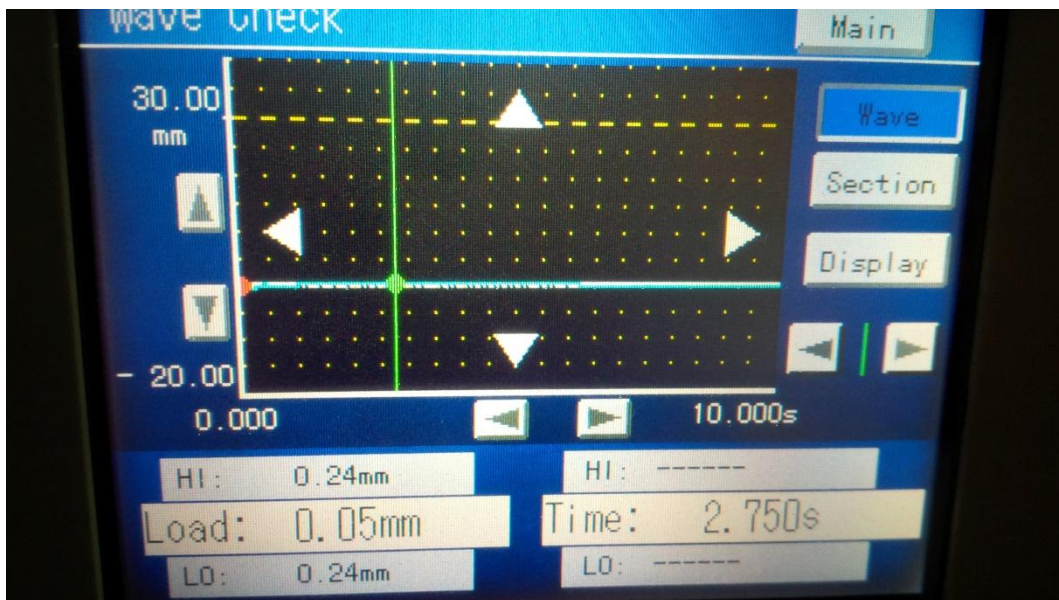 Wave Check
Main
30.00
mm
Wave
Section
Display
- 20.00
0.000
10.000s
HI: 0.24mm
HI: ------
Load: 0.05mm
Time: 2.750s
LO: 0.24mm
LO: ------